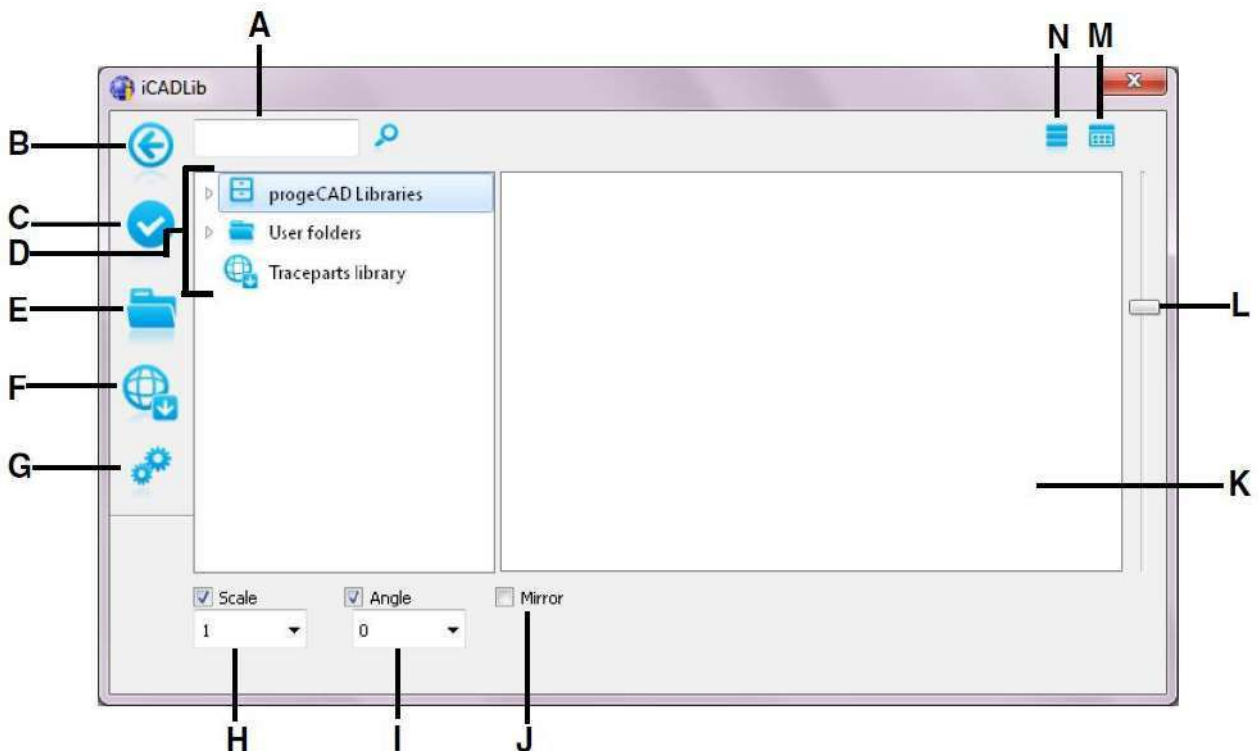 A
N M
iCADLib
B
C
D
progeCAD Libraries
User folders
Traceparts library
E
L
F
G
K
Scale
Angle
Mirror
1
0
H
I
J